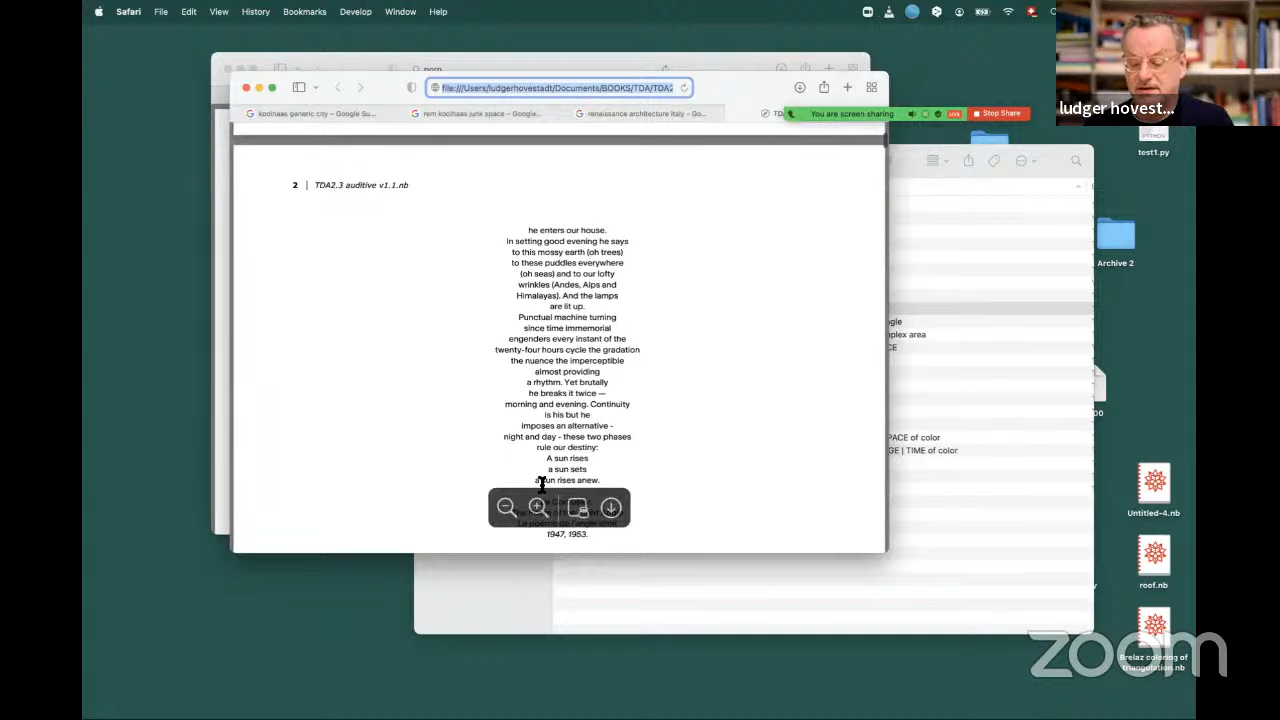 Safari File Edit View History Bookmarks Develop Window Help
porn
file:///Users/ludgerhovestadt/Documents/BOOKS/TDA/TDA2
koolnaas generic city - Google Su...
rem koolhaas junk space - Google...
renaissance architecture italy - Go...
You are screen sharing
LIVE
Stop Share
ludger hovest...
PYTHON
test1.py
2 | TDA2.3 auditive v1.1.nb
he enters our house.
In setting good evening he says
to this mossy earth (oh trees)
to these puddles everywhere
(oh seas) and to our lofty
wrinkles (Andes, Alps and
Himalayas). And the lamps
are lit up.
Punctual machine turning
since time immemorial
engenders every instant of the
twenty-four hours cycle the gradation
the nuance the imperceptible
almost providing
a rhythm. Yet brutally
he breaks it twice —
morning and evening. Continuity
is his but he
imposes an alternative -
night and day - these two phases
rule our destiny:
A sun rises
a sun sets
a sun rises anew.
1947, 1953.
Archive 2
PACE of color
GE | TIME of color
Untitled-4.nb
roof.nb
Brelaz coloring of
triangulation.nb
zoom